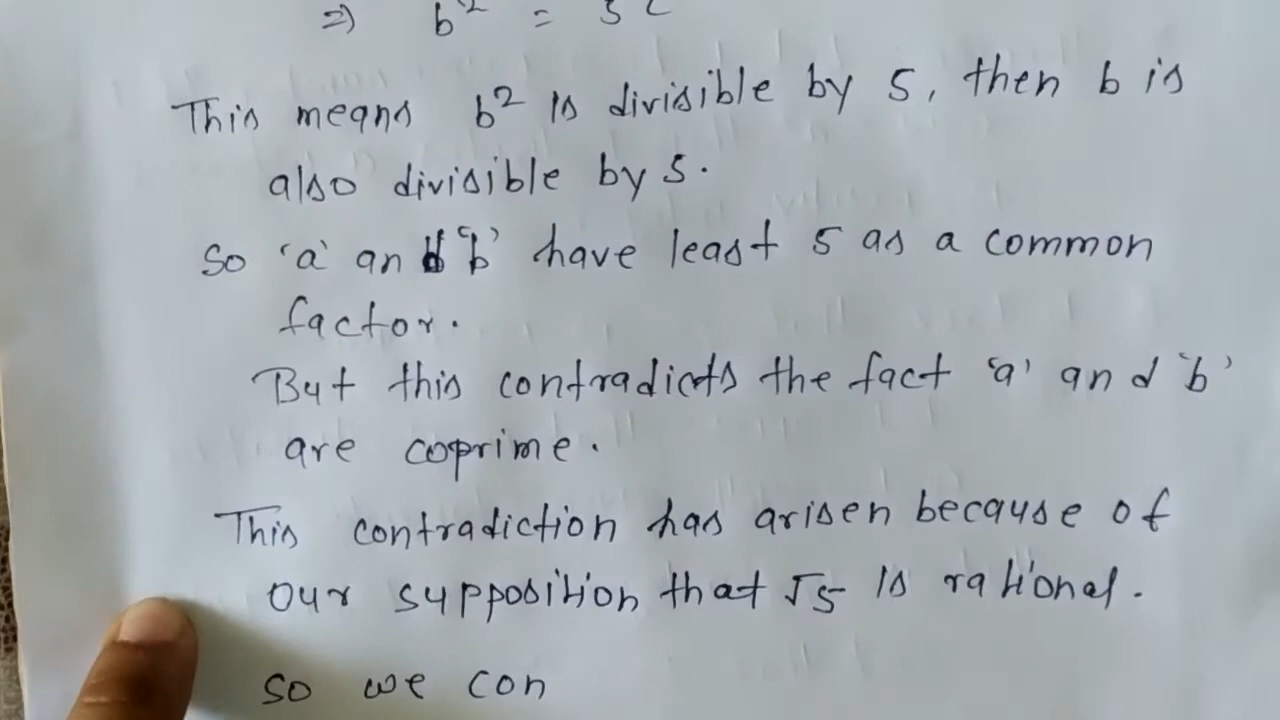 ⇒ b² = 5c
This means b² is divisible by 5, then b is
also divisible by 5.
So 'a' and 'b' have least 5 as a common
factor.
But this contradicts the fact 'a' and 'b'
are coprime.
This contradiction has arisen because of
our supposition that √5 is rational.
so we con